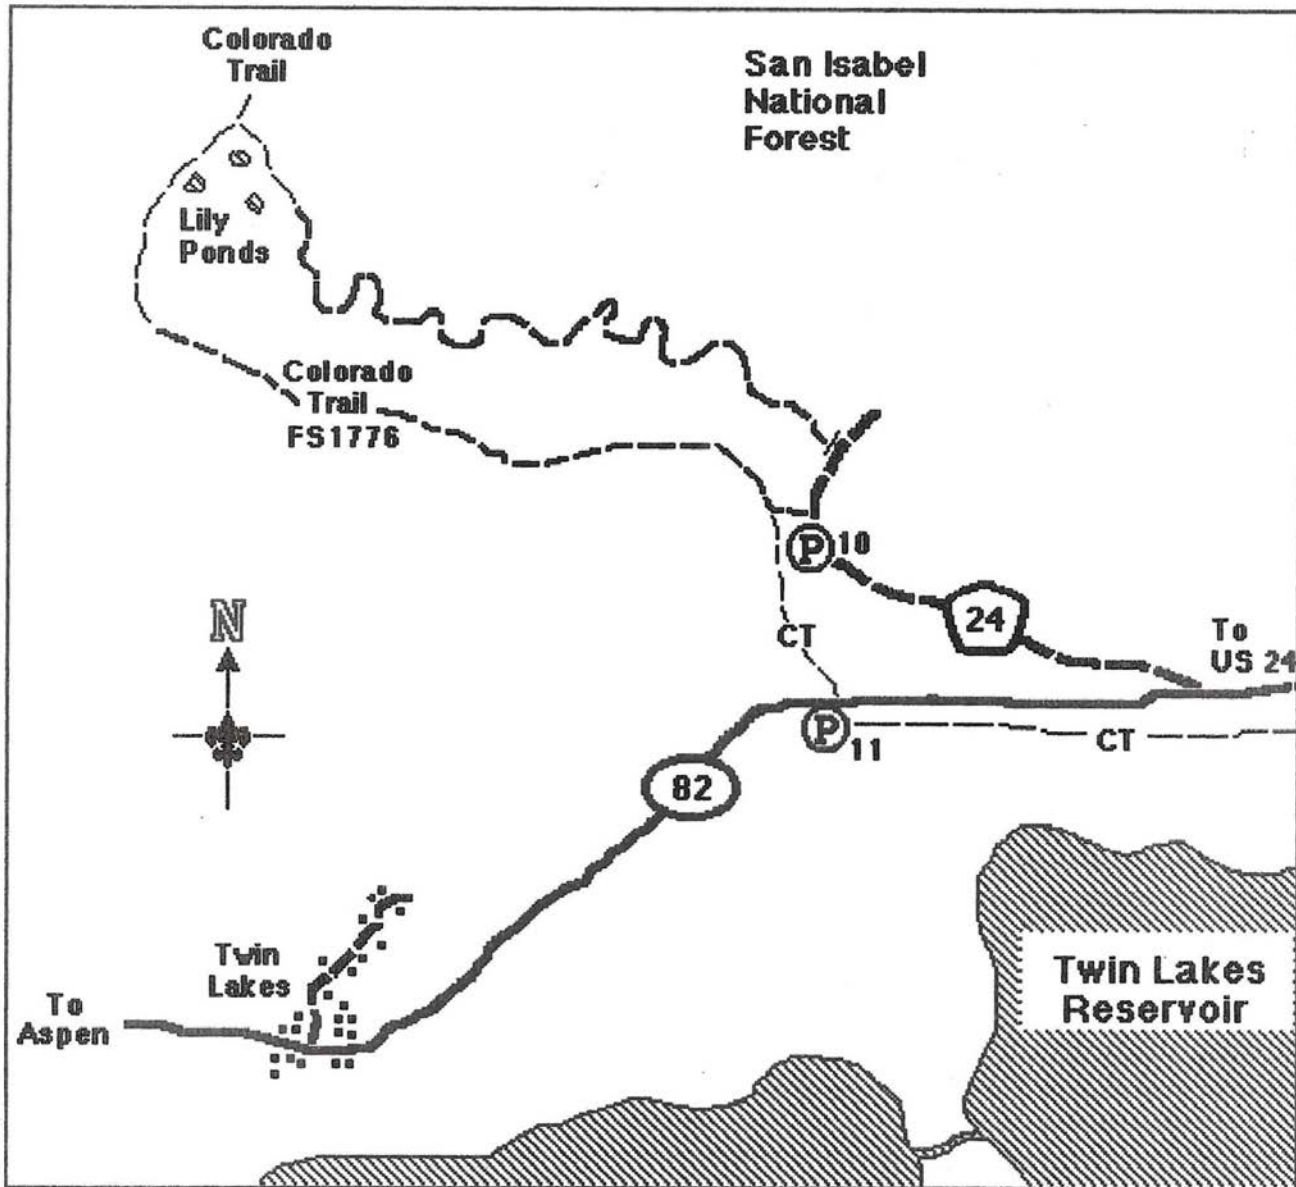 Colorado
Trail
San Isabel
National
Forest
Lily
Ponds
Colorado
Trail
FS1776
P 10
24
To
US 24
N
CT
P 11
CT
82
Twin
Lakes
To
Aspen
Twin Lakes
Reservoir